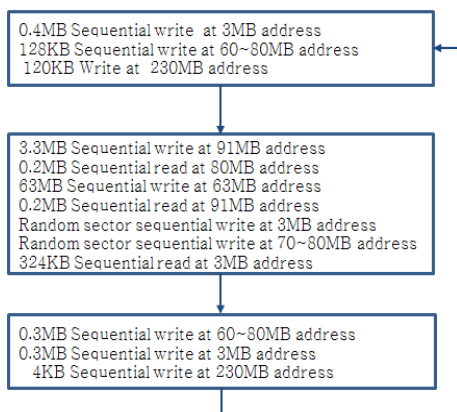 0.4MB Sequential write at 3MB address
128KB Sequential write at 60~80MB address
120KB Write at 230MB address
3.3MB Sequential write at 91MB address
0.2MB Sequential read at 80MB address
63MB Sequential write at 63MB address
0.2MB Sequential read at 91MB address
Random sector sequential write at 3MB address
Random sector sequential write at 70~80MB address
324KB Sequential read at 3MB address
0.3MB Sequential write at 60~80MB address
0.3MB Sequential write at 3MB address
4KB Sequential write at 230MB address